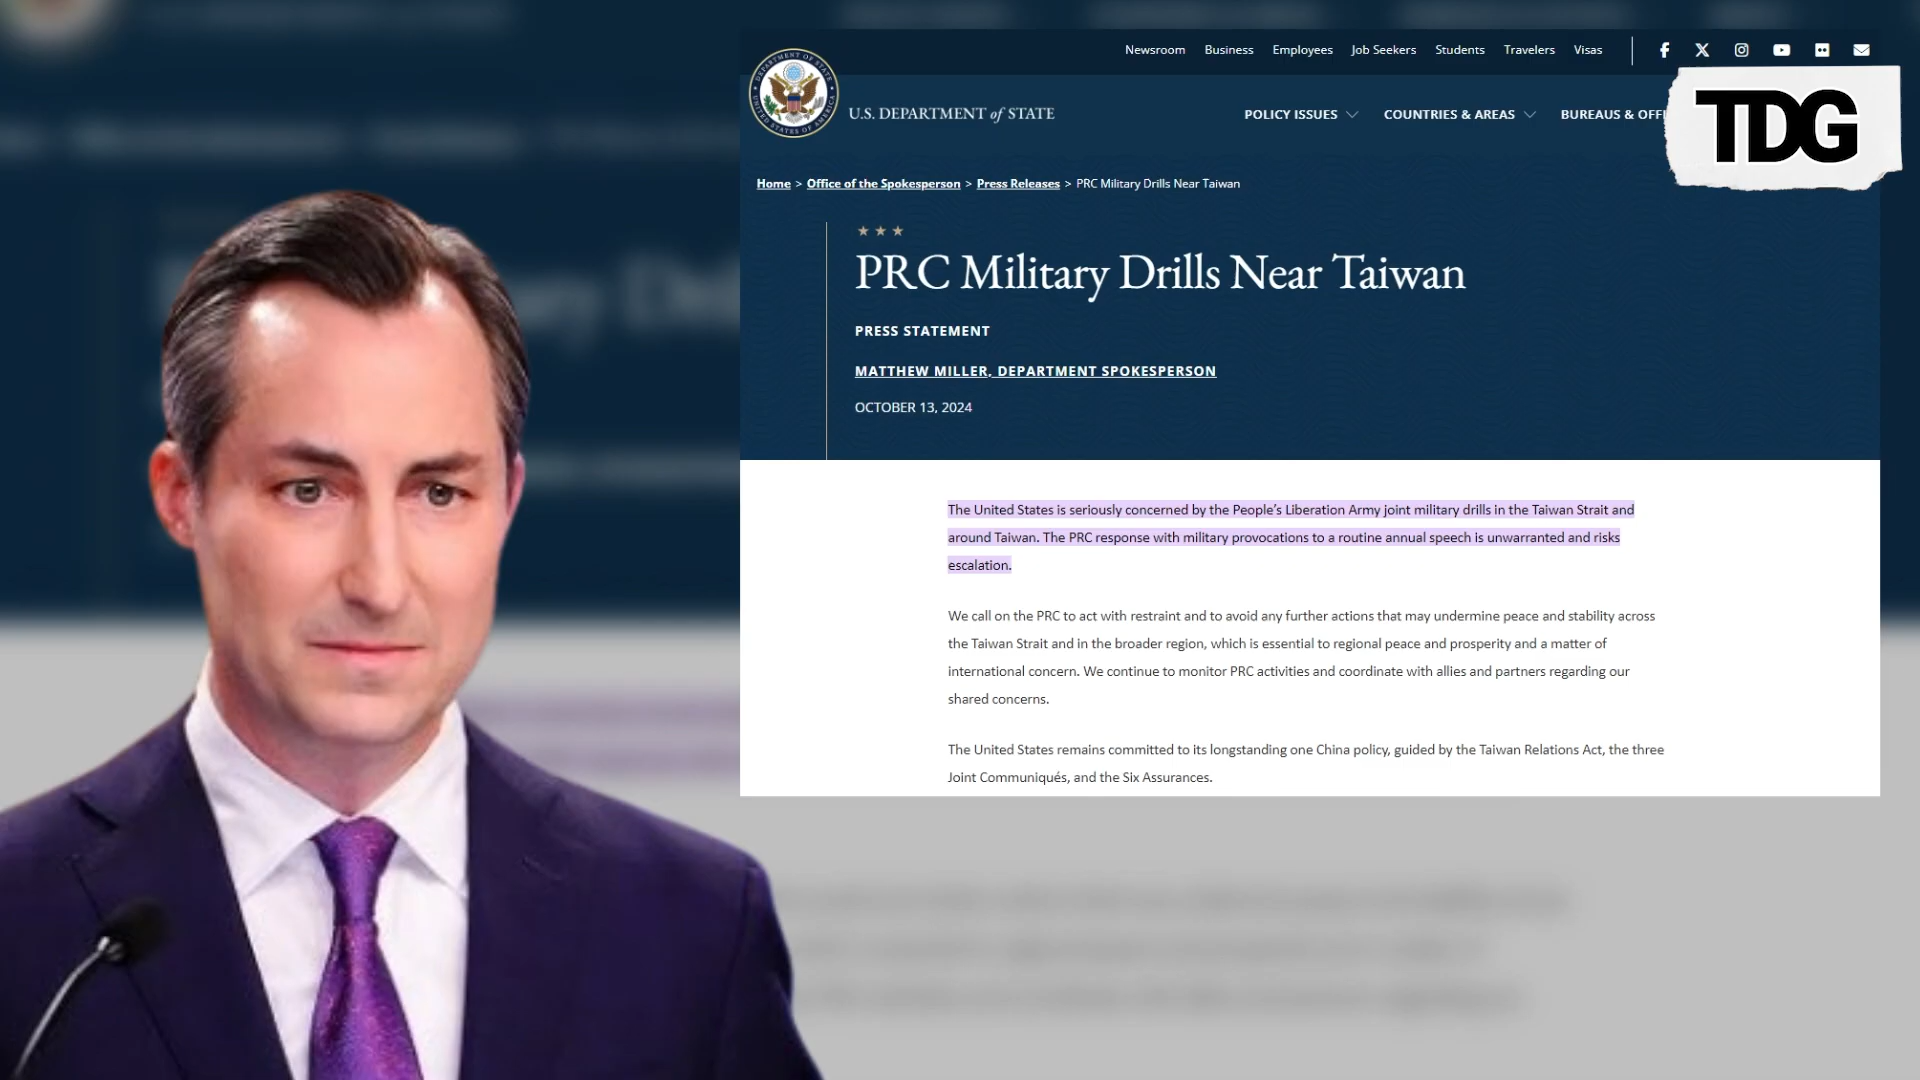 Newsroom Business Employees Job Seekers Students Travelers Visas
TDG
U.S. DEPARTMENT of STATE
POLICY ISSUES COUNTRIES & AREAS BUREAUS &
Home > Office of the Spokesperson > Press Releases > PRC Military Drills Near Taiwan
PRC Military Drills Near Taiwan
PRESS STATEMENT
MATTHEW MILLER, DEPARTMENT SPOKESPERSON
OCTOBER 13, 2024
The United States is seriously concerned by the People's Liberation Army joint military drills in the Taiwan Strait and
around Taiwan. The PRC response with military provocations to a routine annual speech is unwarranted and risks
escalation.
We call on the PRC to act with restraint and to avoid any further actions that may undermine peace and stability across
the Taiwan Strait and in the broader region, which is essential to regional peace and prosperity and a matter of
international concern. We continue to monitor PRC activities and coordinate with allies and partners regarding our
shared concerns.
The United States remains committed to its longstanding one China policy, guided by the Taiwan Relations Act, the three
Joint Communiqués, and the Six Assurances.